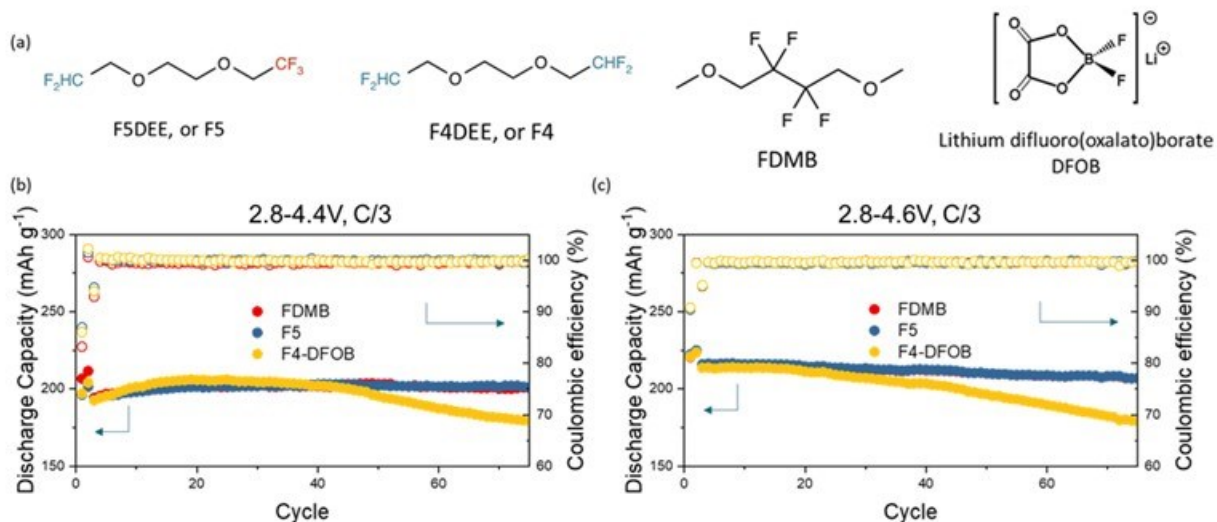 (a)
F₂HC O O CF₃
F5DEE, or F5
F₂HC O O CHF₂
F4DEE, or F4
F F
O O
F F
FDMB
O O F ⊖
B Li⊕
O O F
Lithium difluoro(oxalato)borate
DFOB
(b)
2.8-4.4V, C/3
Discharge Capacity (mAh g⁻¹)
300
250
200
150
FDMB
F5
F4-DFOB
100
90
80
70
60
Coulombic efficiency (%)
0 20 40 60
Cycle
(c)
2.8-4.6V, C/3
Discharge Capacity (mAh g⁻¹)
300
250
200
150
FDMB
F5
F4-DFOB
100
90
80
70
60
Coulombic efficiency (%)
0 20 40 60
Cycle